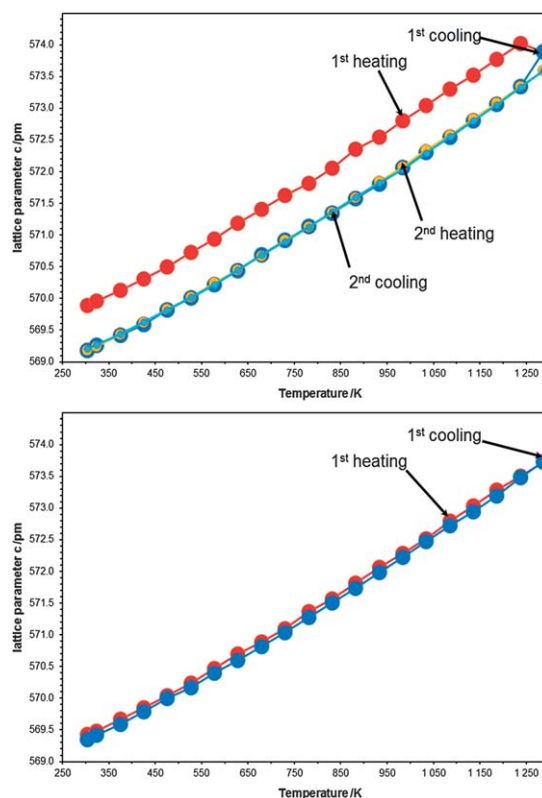 574.0
573.5
573.0
572.5
572.0
571.5
571.0
570.5
570.0
569.5
569.0
lattice parameter c/pm
1st cooling
1st heating
2nd heating
2nd cooling
250 350 450 550 650 750 850 950 1 050 1 150 1 250
Temperature /K
574.0
573.5
573.0
572.5
572.0
571.5
571.0
570.5
570.0
569.5
569.0
lattice parameter c/pm
1st cooling
1st heating
250 350 450 550 650 750 850 950 1 050 1 150 1 250
Temperature /K